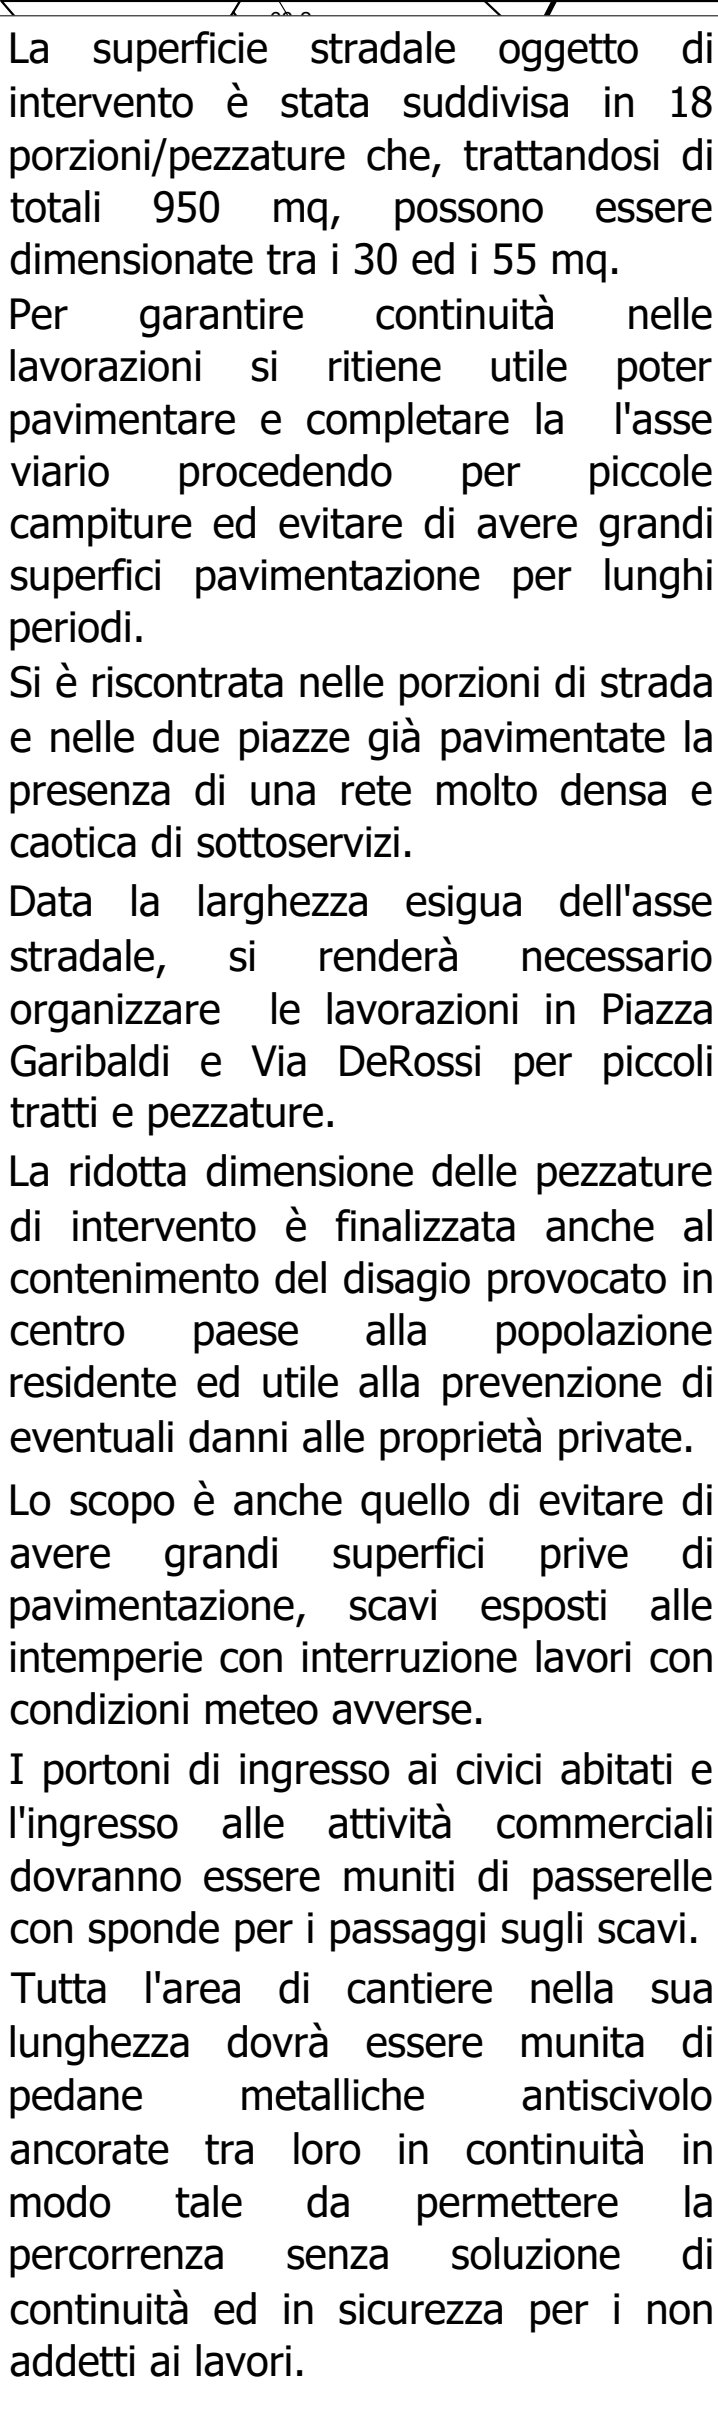 La superficie stradale oggetto di
intervento è stata suddivisa in 18
porzioni/pezzature che, trattandosi di
totali 950 mq, possono essere
dimensionate tra i 30 ed i 55 mq.
Per garantire continuità nelle
lavorazioni si ritiene utile poter
pavimentare e completare la l'asse
viario procedendo per piccole
campiture ed evitare di avere grandi
superfici pavimentazione per lunghi
periodi.
Si è riscontrata nelle porzioni di strada
e nelle due piazze già pavimentate la
presenza di una rete molto densa e
caotica di sottoservizi.
Data la larghezza esigua dell'asse
stradale, si renderà necessario
organizzare le lavorazioni in Piazza
Garibaldi e Via DeRossi per piccoli
tratti e pezzature.
La ridotta dimensione delle pezzature
di intervento è finalizzata anche al
contenimento del disagio provocato in
centro paese alla popolazione
residente ed utile alla prevenzione di
eventuali danni alle proprietà private.
Lo scopo è anche quello di evitare di
avere grandi superfici prive di
pavimentazione, scavi esposti alle
intemperie con interruzione lavori con
condizioni meteo avverse.
I portoni di ingresso ai civici abitati e
l'ingresso alle attività commerciali
dovranno essere muniti di passerelle
con sponde per i passaggi sugli scavi.
Tutta l'area di cantiere nella sua
lunghezza dovrà essere munita di
pedane metalliche antiscivolo
ancorate tra loro in continuità in
modo tale da permettere la
percorrenza senza soluzione di
continuità ed in sicurezza per i non
addetti ai lavori.